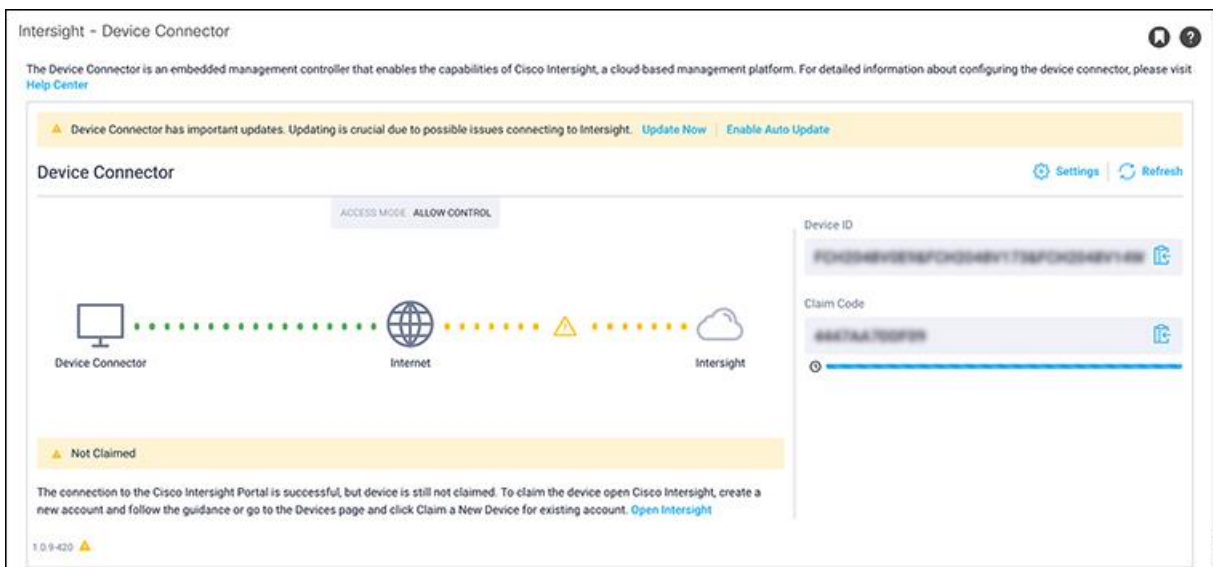 Intersight - Device Connector
The Device Connector is an embedded management controller that enables the capabilities of Cisco Intersight, a cloud-based management platform. For detailed information about configuring the device connector, please visit
Help Center
Device Connector has important updates. Updating is crucial due to possible issues connecting to Intersight. Update Now | Enable Auto Update
Device Connector
Settings | Refresh
ACCESS MODE ALLOW CONTROL
Device ID
Claim Code
Device Connector
Internet
Intersight
Not Claimed
The connection to the Cisco Intersight Portal is successful, but device is still not claimed. To claim the device open Cisco Intersight, create a
new account and follow the guidance or go to the Devices page and click Claim a New Device for existing account. Open Intersight
1.0.9-420